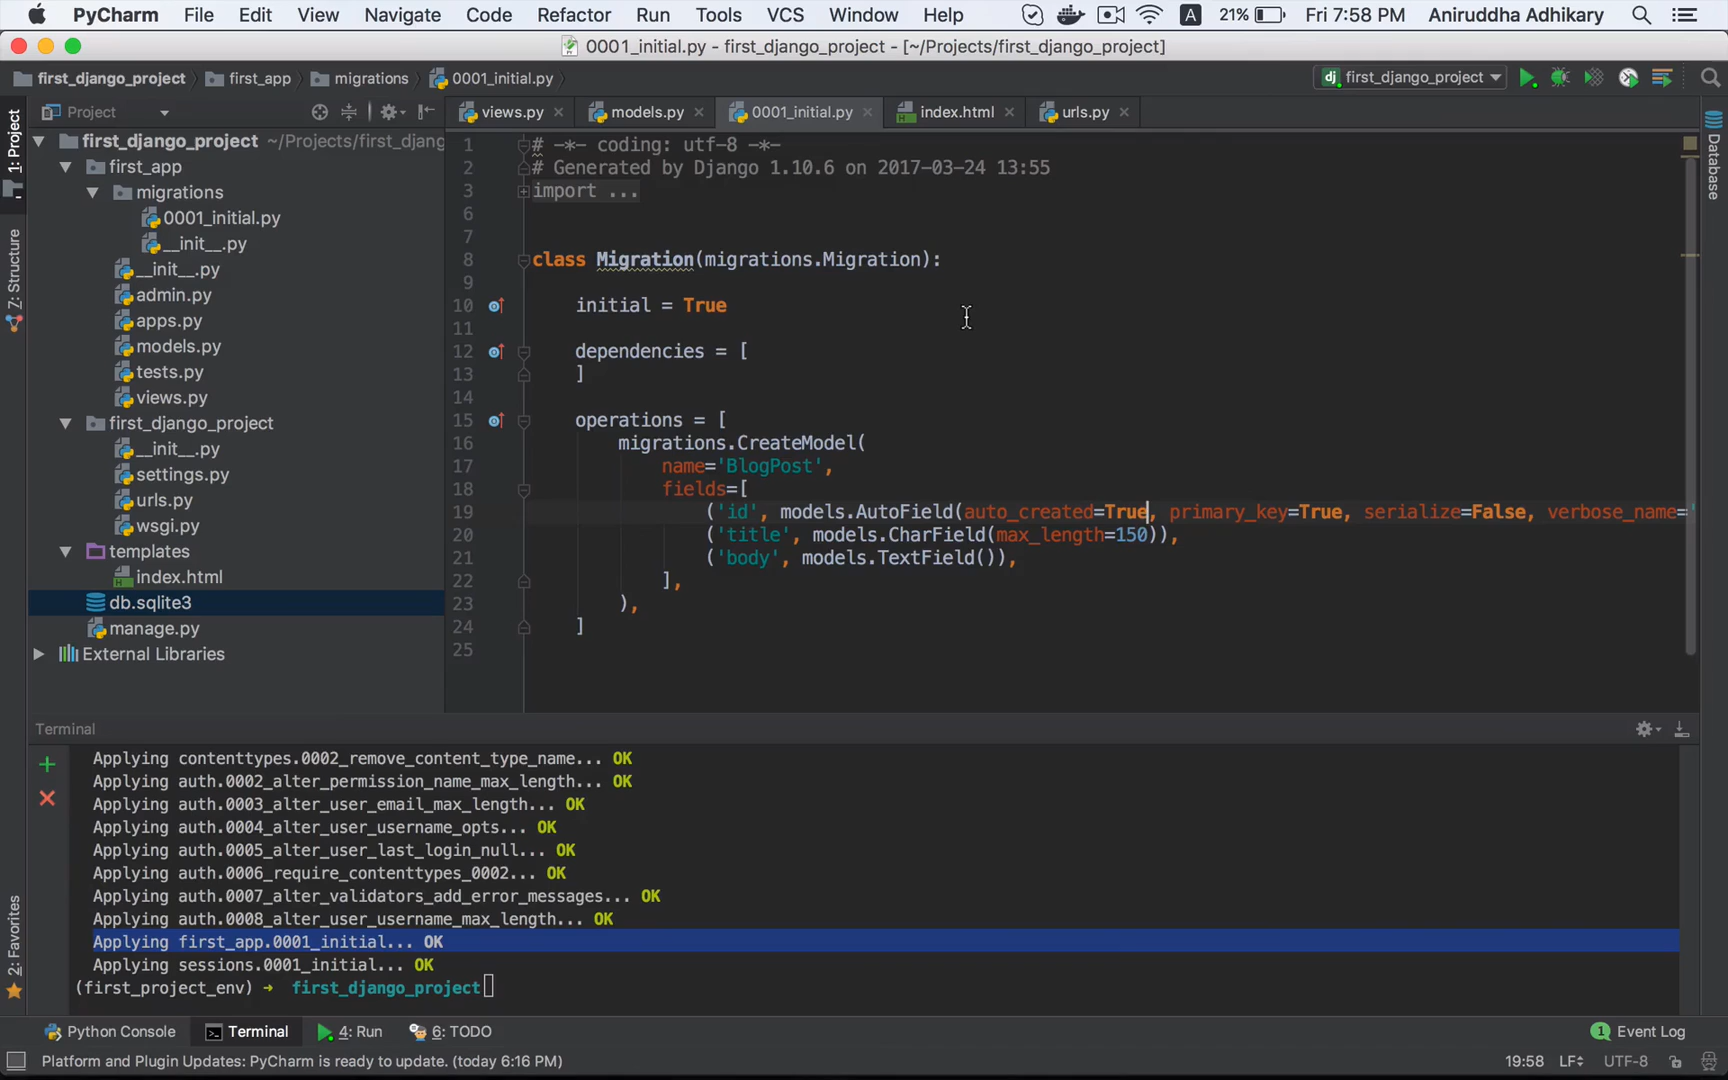 PyCharm File Edit View Navigate Code Refactor Run Tools VCS Window Help A 21% Fri 7:58 PM Aniruddha Adhikary
0001_initial.py - first_django_project - [~/Projects/first_django_project]
first_django_project first_app migrations 0001_initial.py dj first_django_project
Project views.py models.py 0001_initial.py index.html urls.py
1: Project
7: Structure
2: Favorites
Database
first_django_project ~/Projects/first_djang
first_app
migrations
0001_initial.py
__init__.py
__init__.py
admin.py
apps.py
models.py
tests.py
views.py
first_django_project
__init__.py
settings.py
urls.py
wsgi.py
templates
index.html
db.sqlite3
manage.py
External Libraries
1 # -*- coding: utf-8 -*-
2 # Generated by Django 1.10.6 on 2017-03-24 13:55
3 import ...
6
7
8 class Migration(migrations.Migration):
9
10 initial = True
11
12 dependencies = [
13 ]
14
15 operations = [
16 migrations.CreateModel(
17 name='BlogPost',
18 fields=[
19 ('id', models.AutoField(auto_created=True, primary_key=True, serialize=False, verbose_name='
20 ('title', models.CharField(max_length=150)),
21 ('body', models.TextField()),
22 ],
23 ),
24 ]
25
Terminal
Applying contenttypes.0002_remove_content_type_name... OK
Applying auth.0002_alter_permission_name_max_length... OK
Applying auth.0003_alter_user_email_max_length... OK
Applying auth.0004_alter_user_username_opts... OK
Applying auth.0005_alter_user_last_login_null... OK
Applying auth.0006_require_contenttypes_0002... OK
Applying auth.0007_alter_validators_add_error_messages... OK
Applying auth.0008_alter_user_username_max_length... OK
Applying first_app.0001_initial... OK
Applying sessions.0001_initial... OK
(first_project_env) → first_django_project
Python Console Terminal 4: Run 6: TODO 1 Event Log
Platform and Plugin Updates: PyCharm is ready to update. (today 6:16 PM) 19:58 LF UTF-8